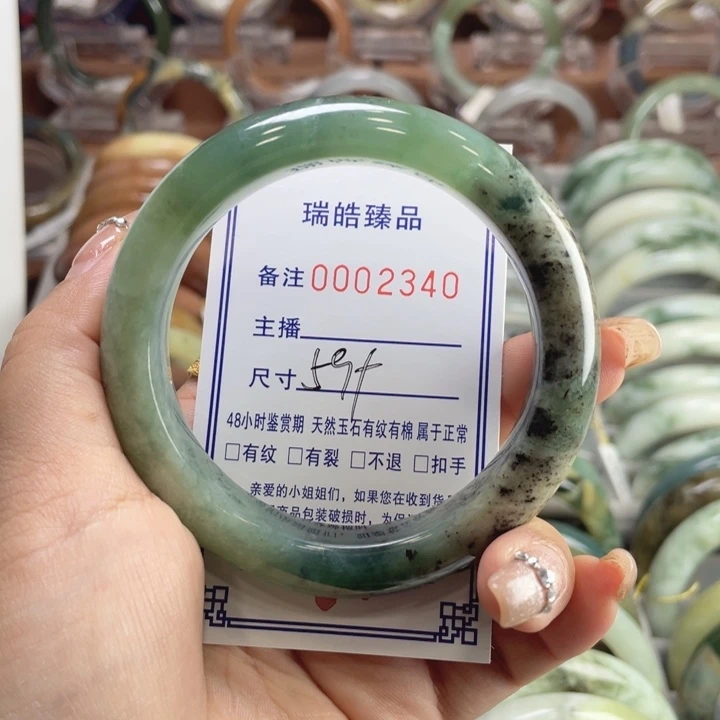 瑞皓臻品
备注 0002340
主播
尺寸 59+
48小时鉴赏期 天然玉石有纹有棉 属于正常
□有纹 □有裂 □不退 □扣手
亲爱的小姐姐们，如果您在收到货
商品包装破损时，为保